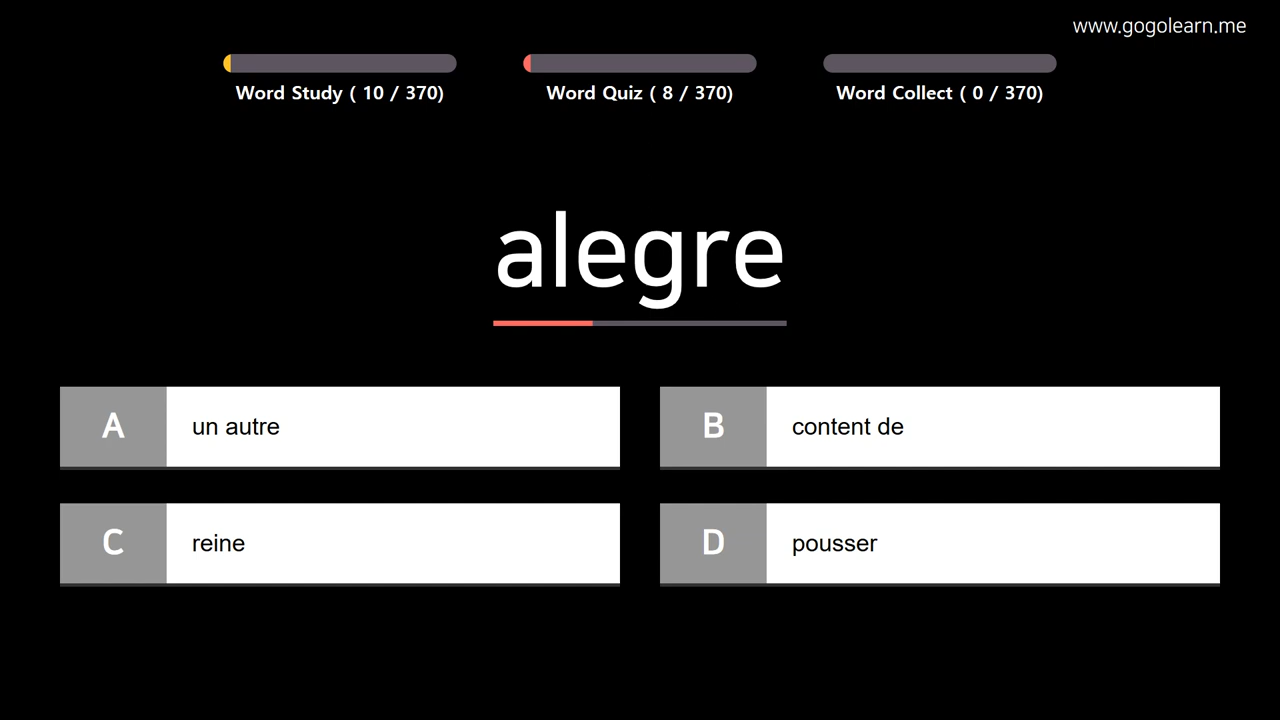 www.gogolearn.me
Word Study ( 10 / 370)
Word Quiz ( 8 / 370)
Word Collect ( 0 / 370)
alegre
A un autre
B content de
C reine
D pousser